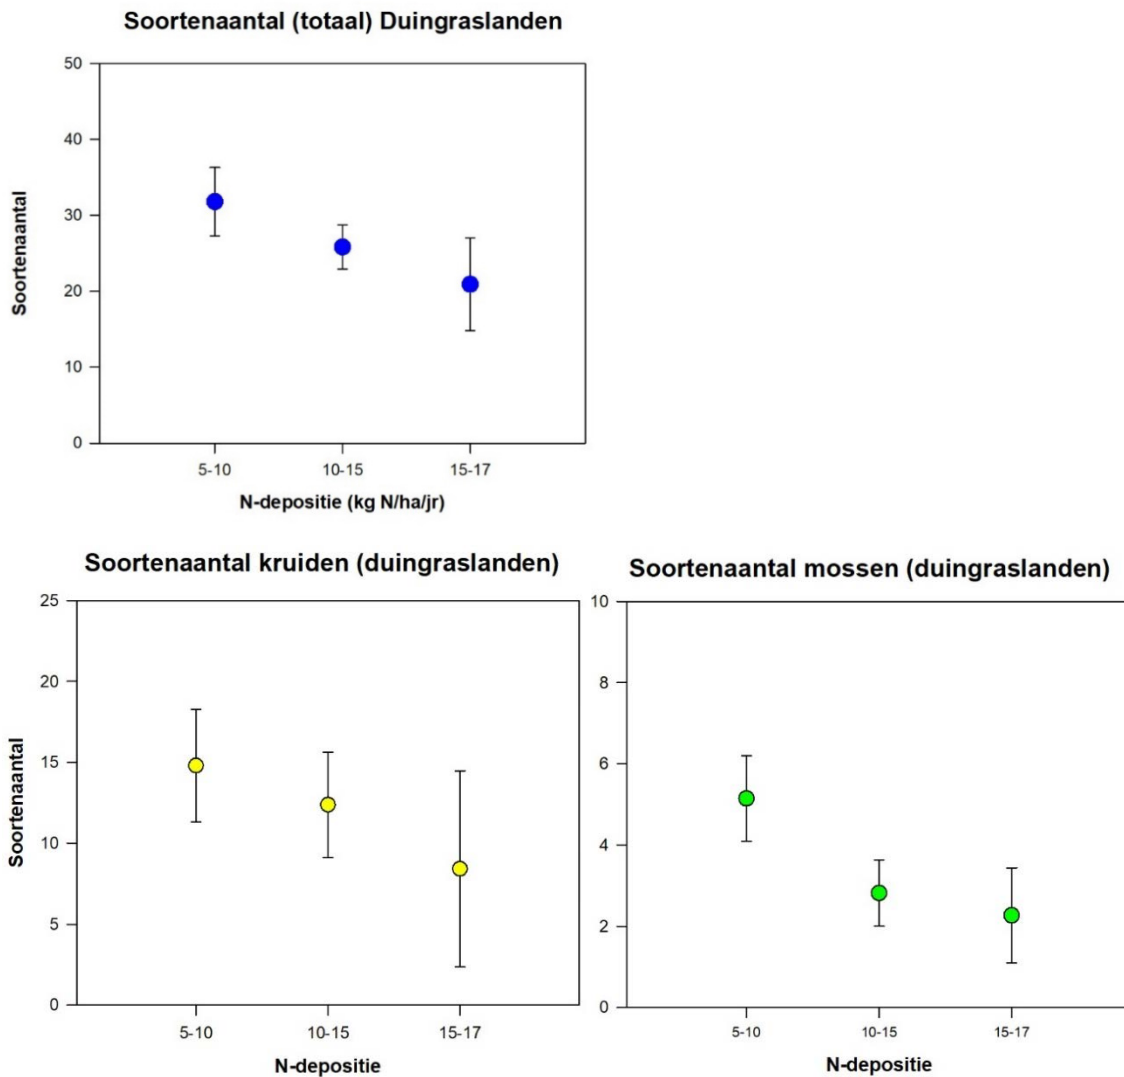 Soortenaantal (totaal) Duingraslanden
50
40
30
20
10
0
Soortenaantal
5-10 10-15 15-17
N-depositie (kg N/ha/jr)
Soortenaantal kruiden (duingraslanden)
25
20
15
10
5
0
Soortenaantal
5-10 10-15 15-17
N-depositie
Soortenaantal mossen (duingraslanden)
10
8
6
4
2
0
5-10 10-15 15-17
N-depositie